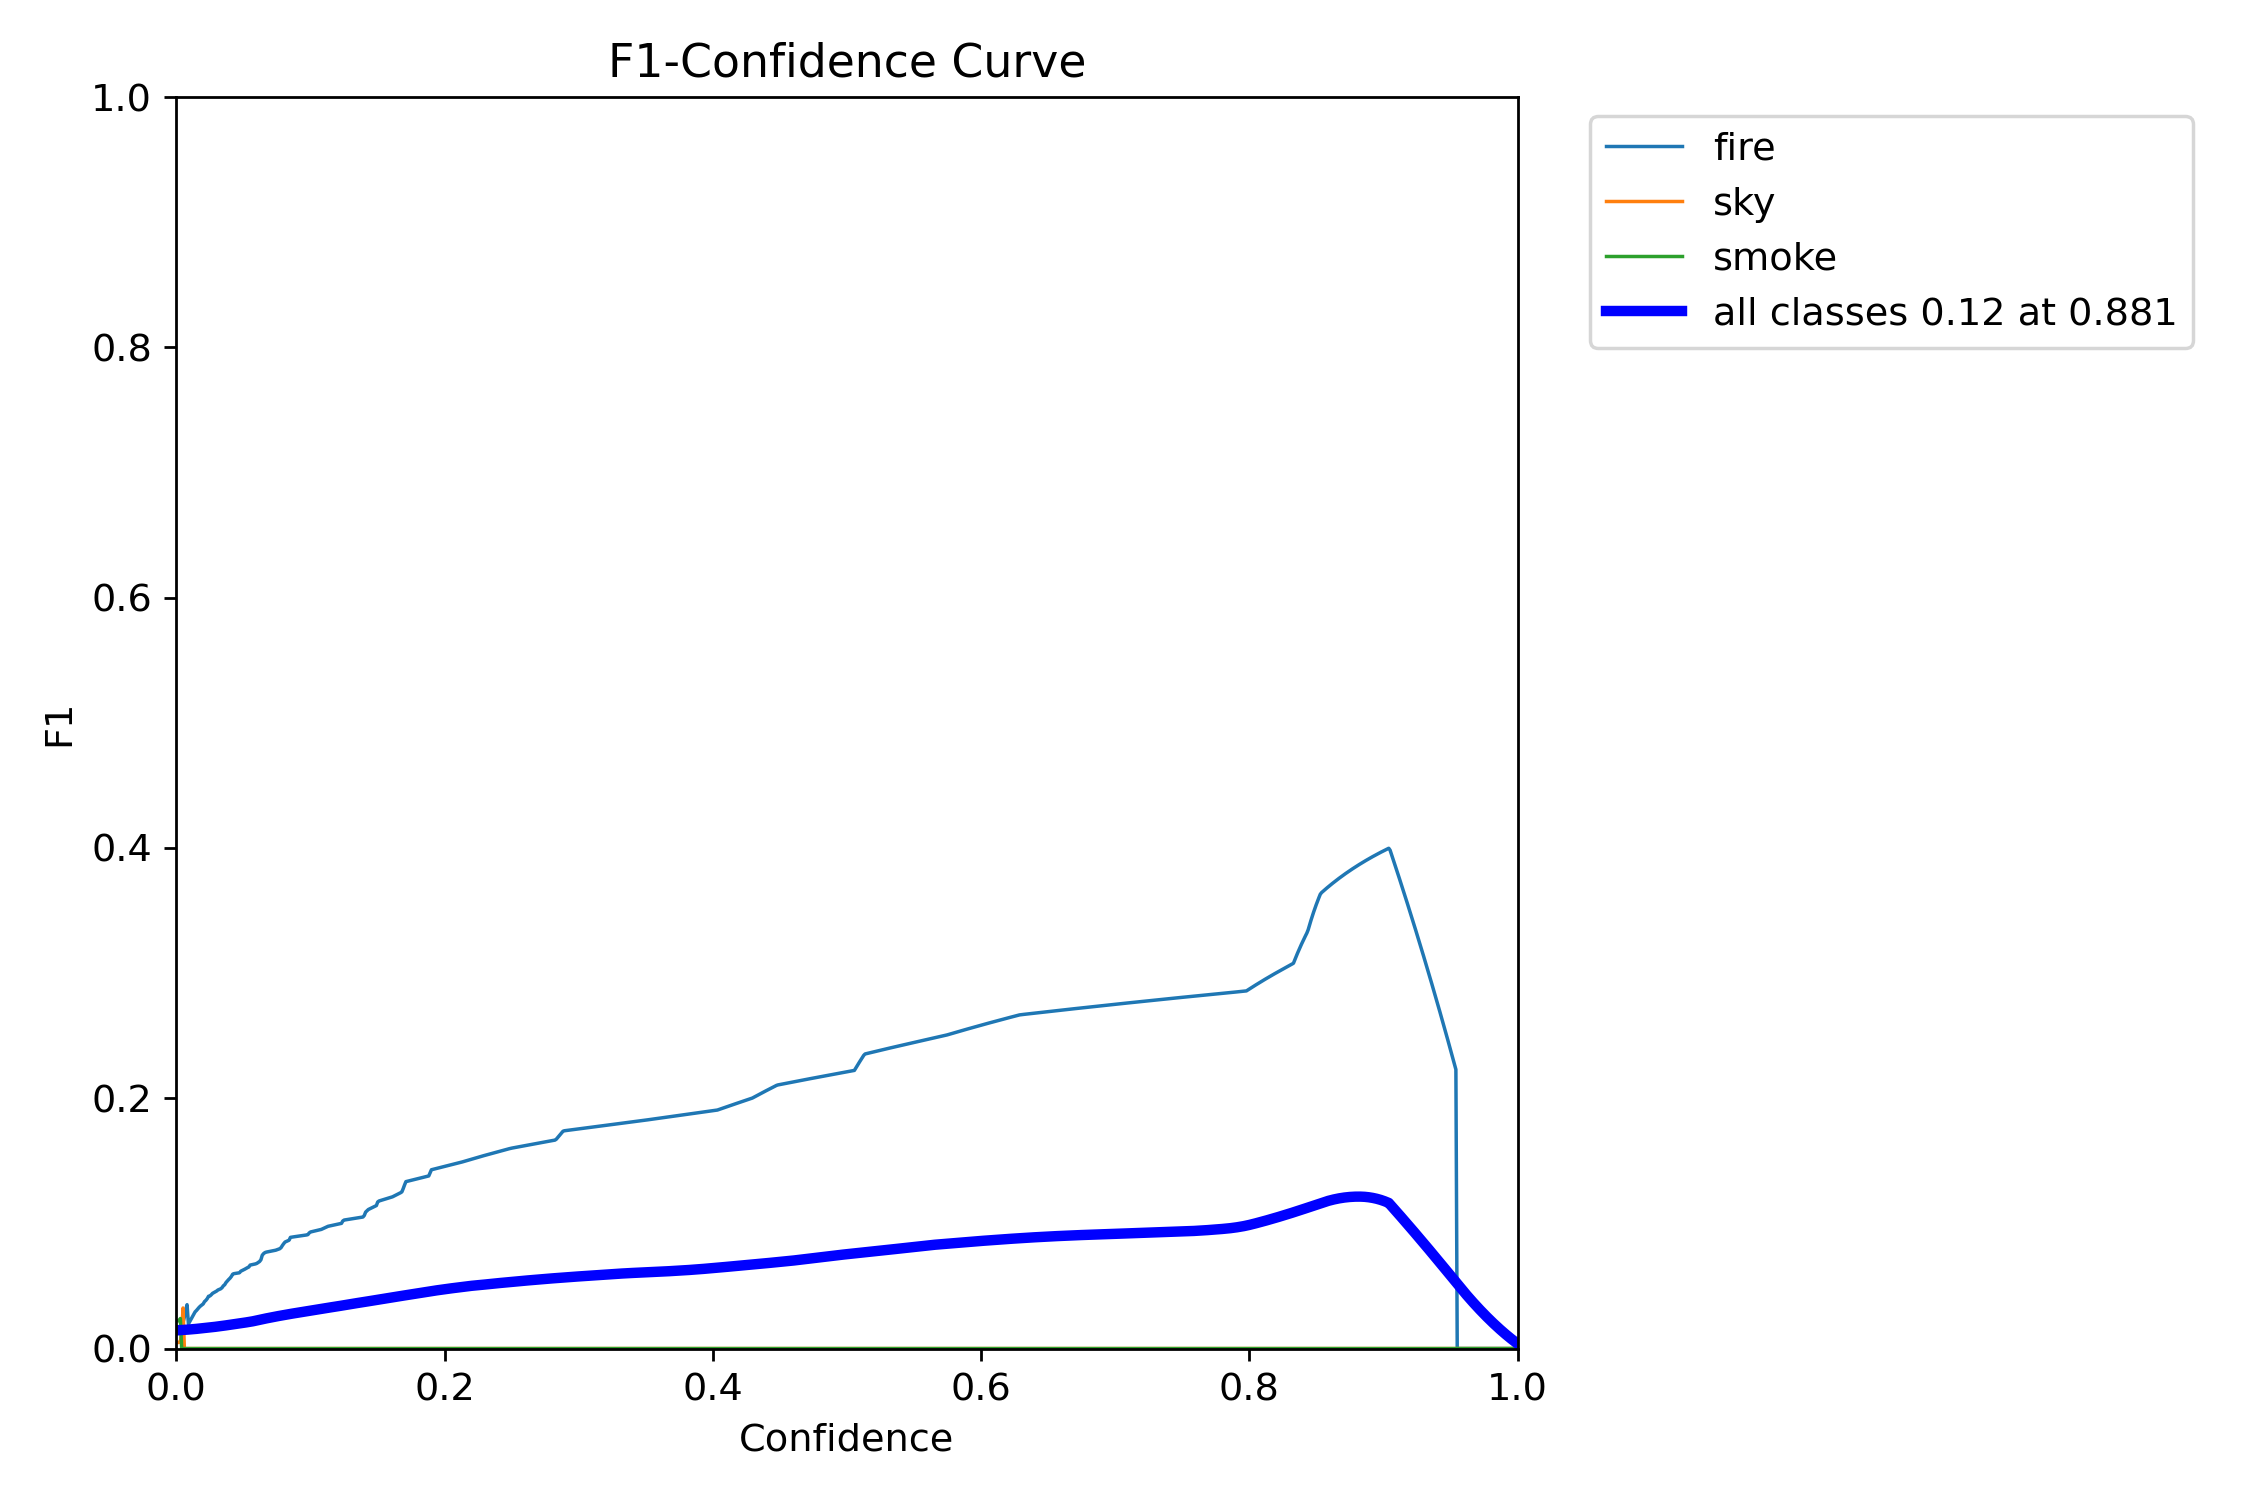 F1-Confidence Curve
1.0
0.8
0.6
0.4
0.2
0.0
F1
0.0 0.2 0.4 0.6 0.8 1.0
Confidence
fire
sky
smoke
all classes 0.12 at 0.881